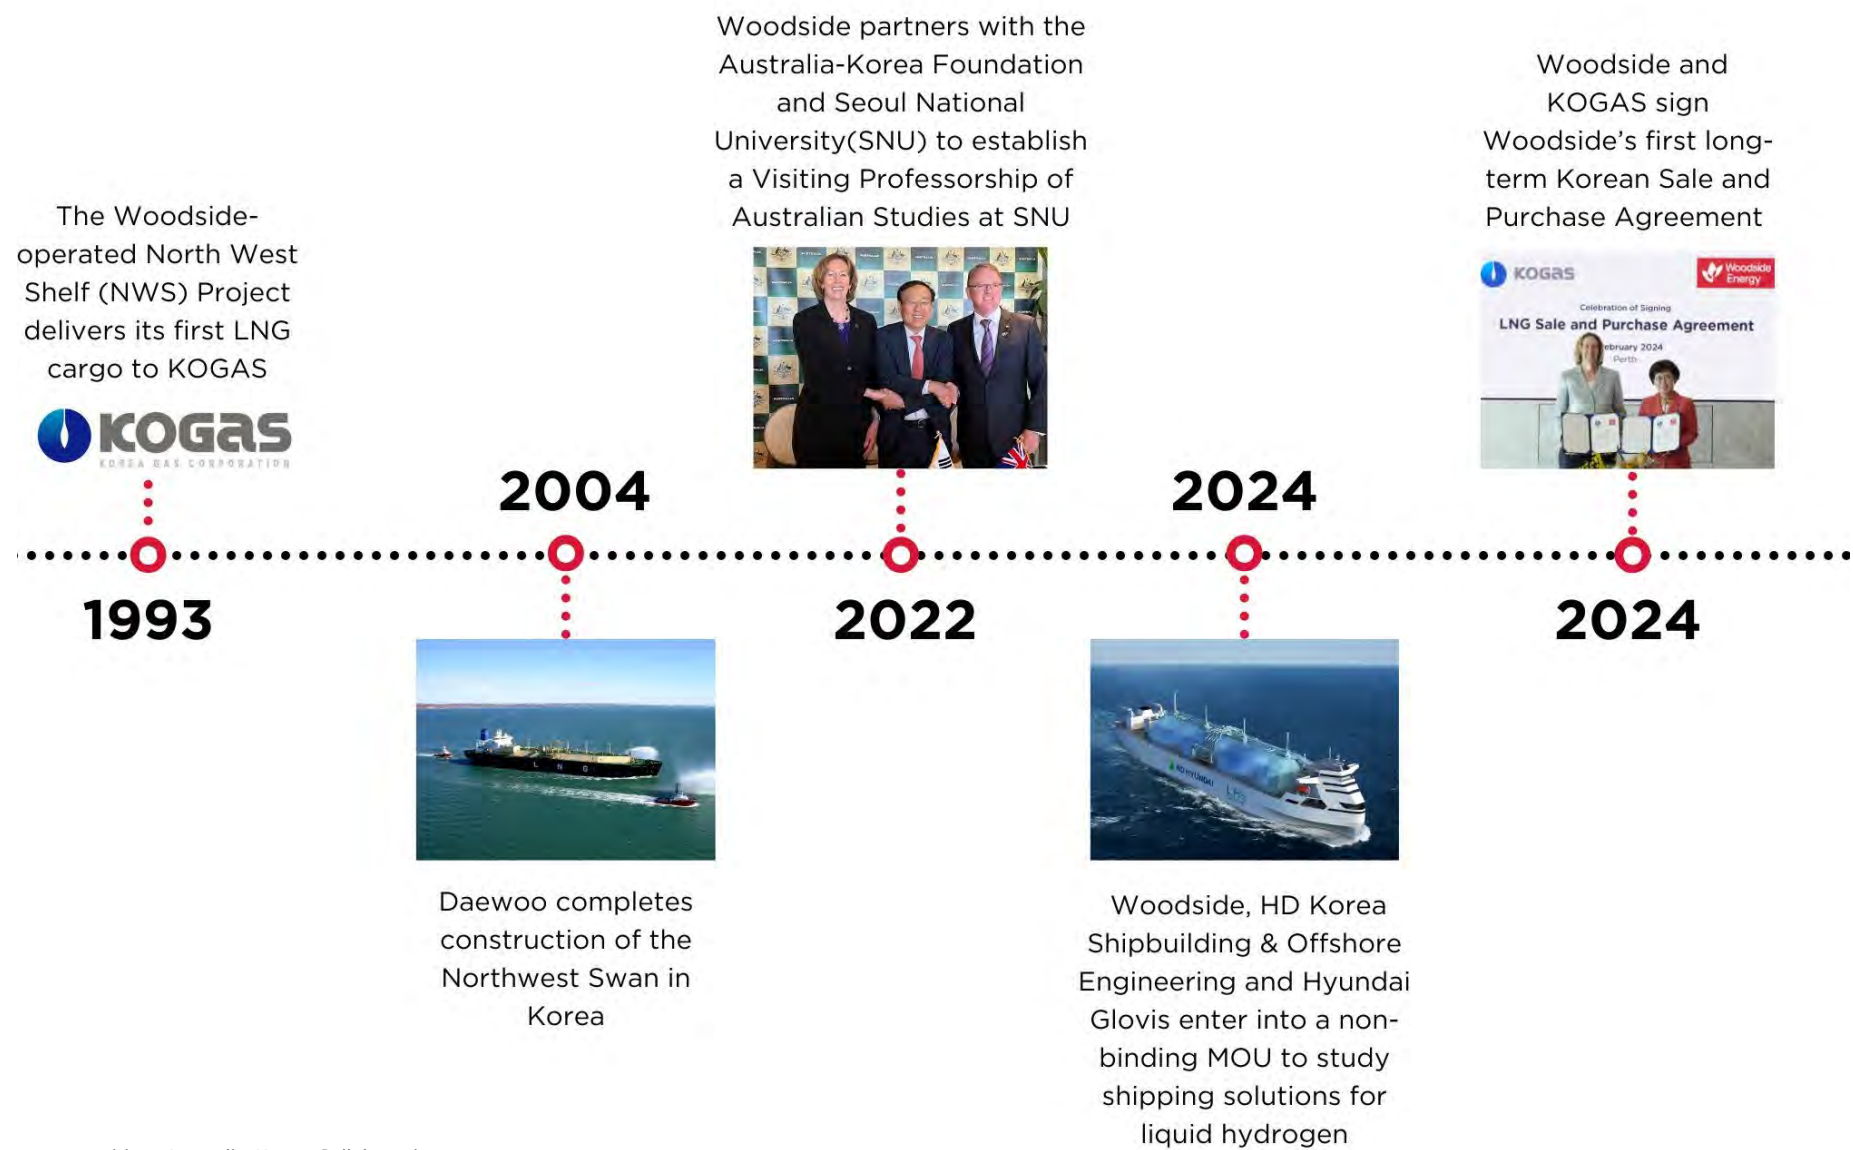 The Woodside-
operated North West
Shelf (NWS) Project
delivers its first LNG
cargo to KOGAS
KOGAS
KOREA GAS CORPORATION
1993
2004
LNG
Daewoo completes
construction of the
Northwest Swan in
Korea
Woodside partners with the
Australia-Korea Foundation
and Seoul National
University(SNU) to establish
a Visiting Professorship of
Australian Studies at SNU
2022
2024
HD HYUNDAI
Woodside, HD Korea
Shipbuilding & Offshore
Engineering and Hyundai
Glovis enter into a non-
binding MOU to study
shipping solutions for
liquid hydrogen
Woodside and
KOGAS sign
Woodside’s first long-
term Korean Sale and
Purchase Agreement
KOGAS
Woodside
Energy
Celebration of Signing
LNG Sale and Purchase Agreement
2024
Perth
2024